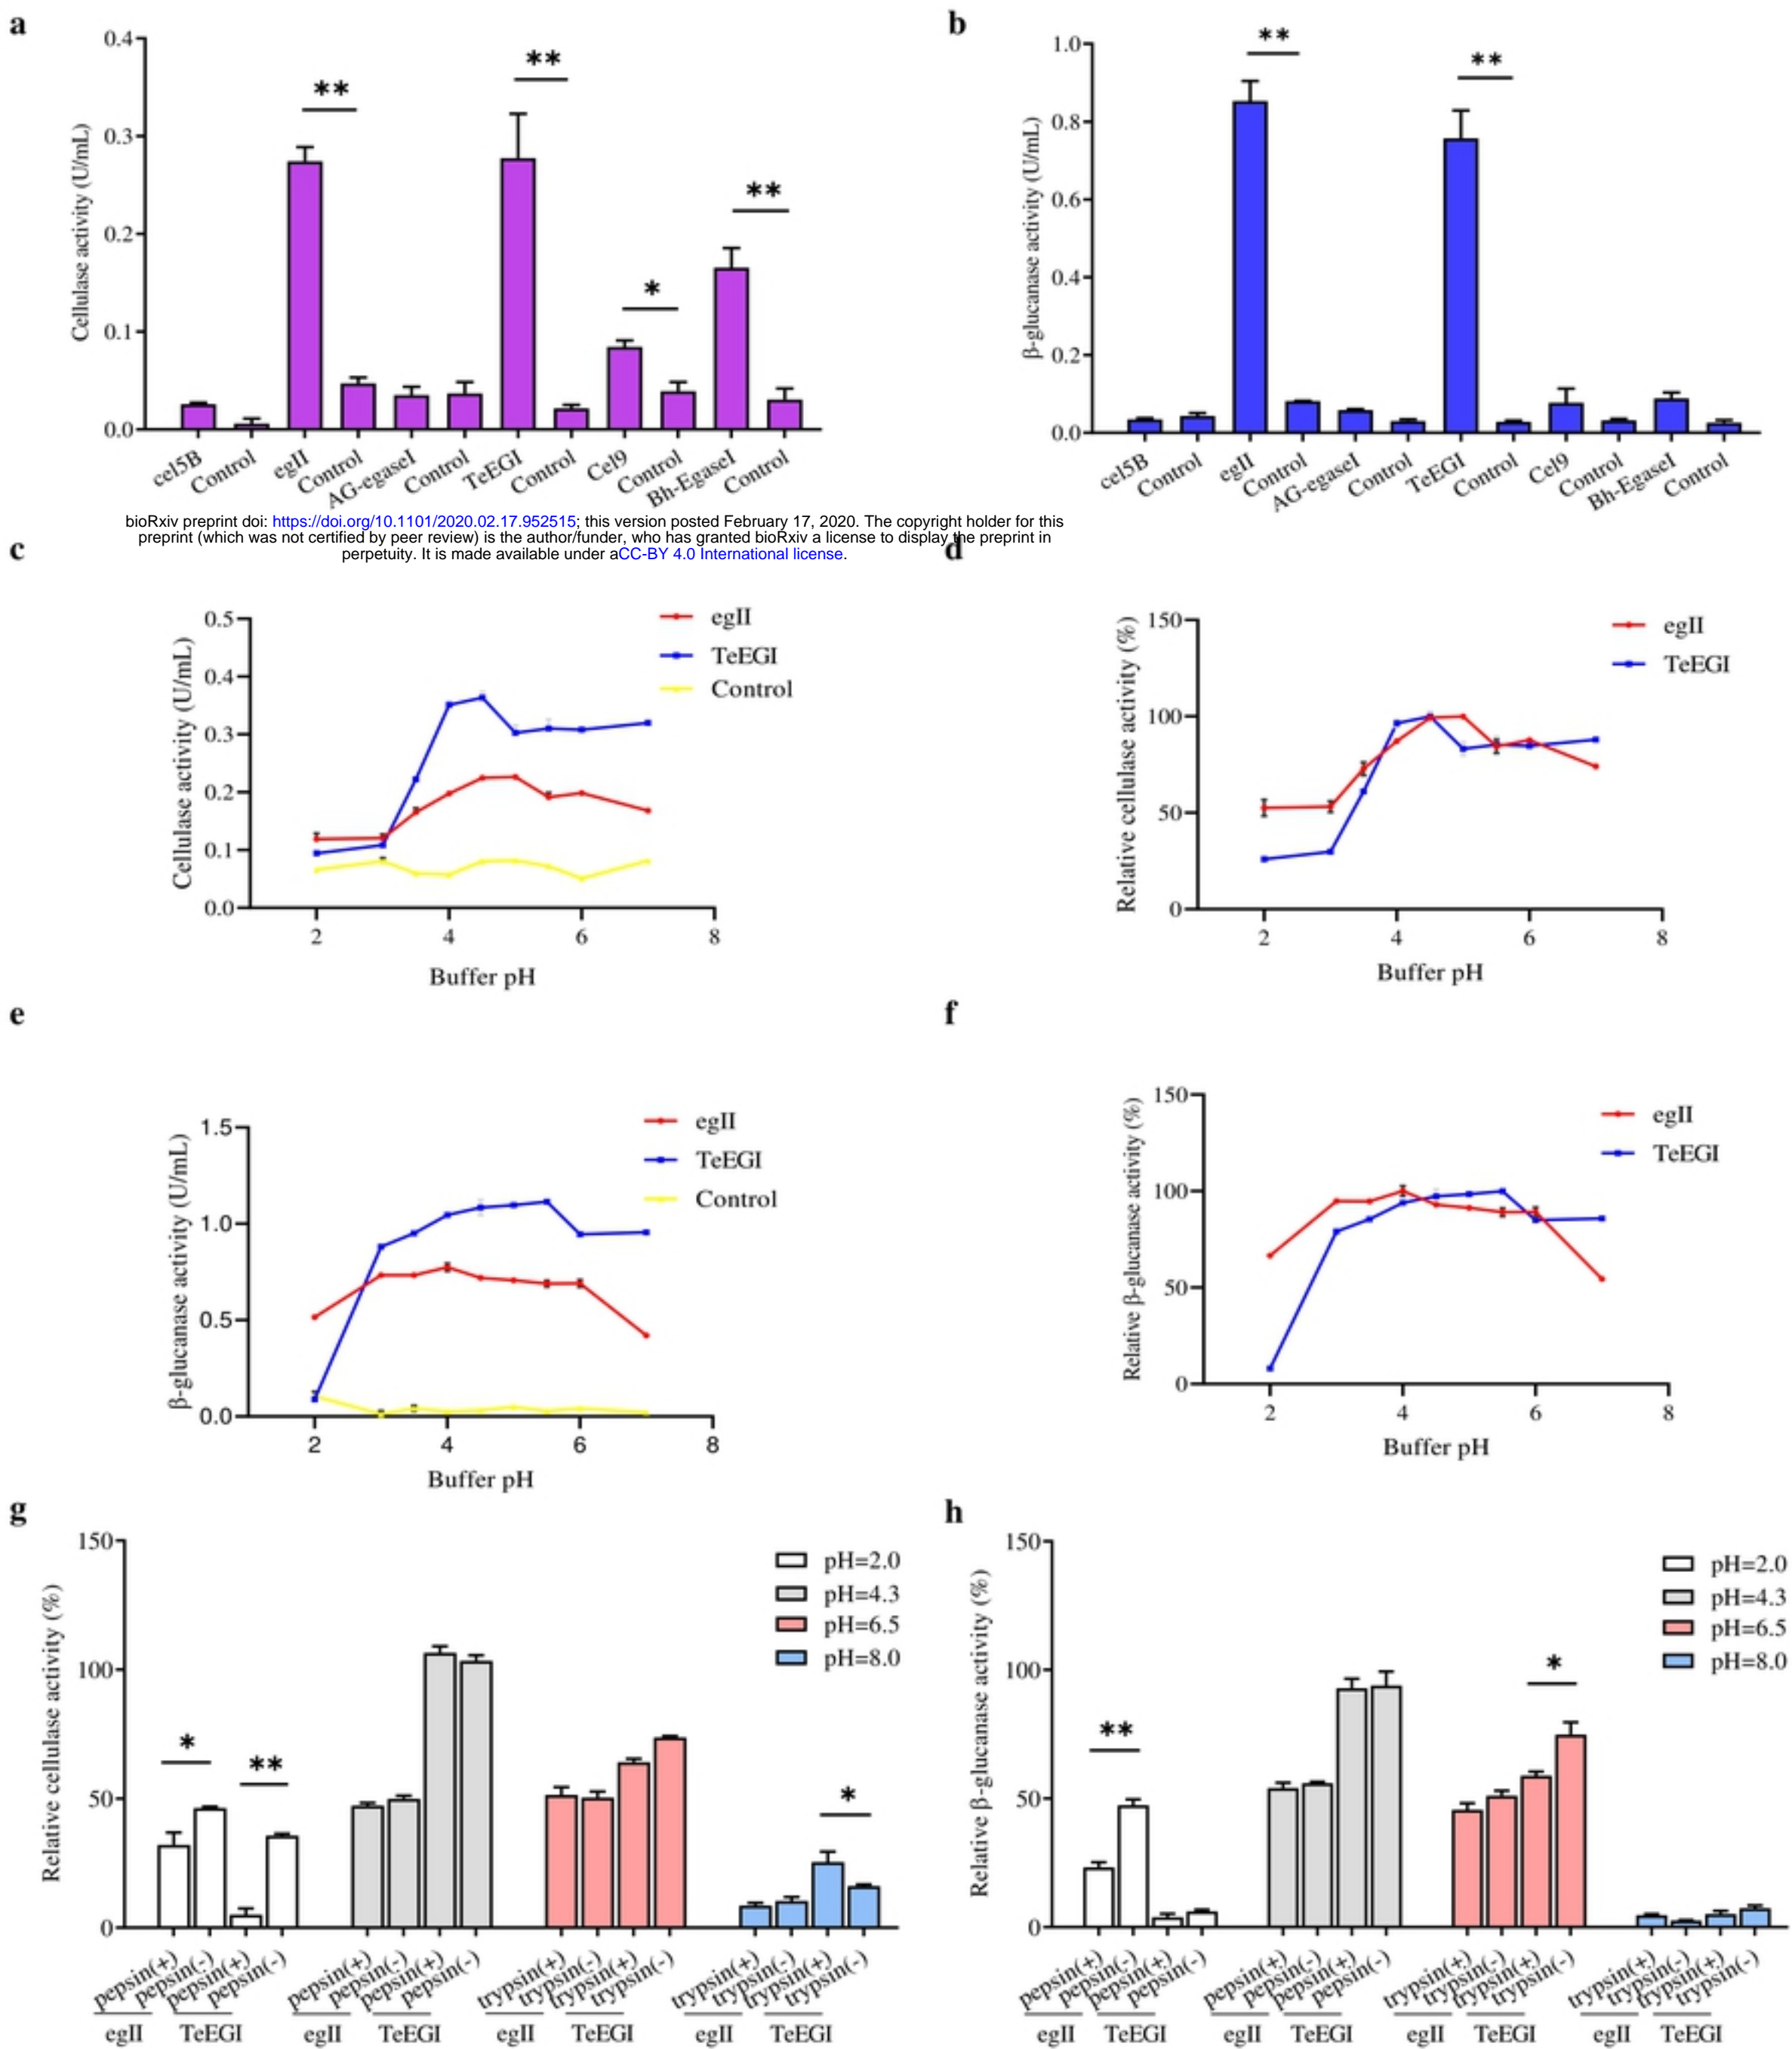 a
0.4
0.3
0.2
0.1
0.0
Cellulase activity (U/mL)
**
**
*
**
cel5B
Control
egII
Control
AG-egaseI
Control
TeEGI
Control
Cel9
Control
Bh-EgaseI
Control
b
1.0
0.8
0.6
0.4
0.2
0.0
β-glucanase activity (U/mL)
**
**
cel5B
Control
egII
Control
AG-egaseI
Control
TeEGI
Control
Cel9
Control
Bh-EgaseI
Control
bioRxiv preprint doi: https://doi.org/10.1101/2020.02.17.952515; this version posted February 17, 2020. The copyright holder for this
preprint (which was not certified by peer review) is the author/funder, who has granted bioRxiv a license to display the preprint in
perpetuity. It is made available under aCC-BY 4.0 International license.
c
0.5
0.4
0.3
0.2
0.1
0.0
Cellulase activity (U/mL)
egII
TeEGI
Control
2 4 6 8
Buffer pH
d
150
100
50
0
Relative cellulase activity (%)
egII
TeEGI
2 4 6 8
Buffer pH
e
1.5
1.0
0.5
0.0
β-glucanase activity (U/mL)
egII
TeEGI
Control
2 4 6 8
Buffer pH
f
150
100
50
0
Relative β-glucanase activity (%)
egII
TeEGI
2 4 6 8
Buffer pH
g
150
100
50
0
Relative cellulase activity (%)
pH=2.0
pH=4.3
pH=6.5
pH=8.0
*
**
*
pepsin(+)
pepsin(-)
pepsin(+)
pepsin(-)
pepsin(+)
pepsin(-)
pepsin(+)
pepsin(-)
trypsin(+)
trypsin(-)
trypsin(+)
trypsin(-)
trypsin(+)
trypsin(-)
trypsin(+)
trypsin(-)
egII TeEGI egII TeEGI egII TeEGI egII TeEGI
h
150
100
50
0
Relative β-glucanase activity (%)
pH=2.0
pH=4.3
pH=6.5
pH=8.0
**
*
pepsin(+)
pepsin(-)
pepsin(+)
pepsin(-)
pepsin(+)
pepsin(-)
pepsin(+)
pepsin(-)
trypsin(+)
trypsin(-)
trypsin(+)
trypsin(-)
trypsin(+)
trypsin(-)
trypsin(+)
trypsin(-)
egII TeEGI egII TeEGI egII TeEGI egII TeEGI